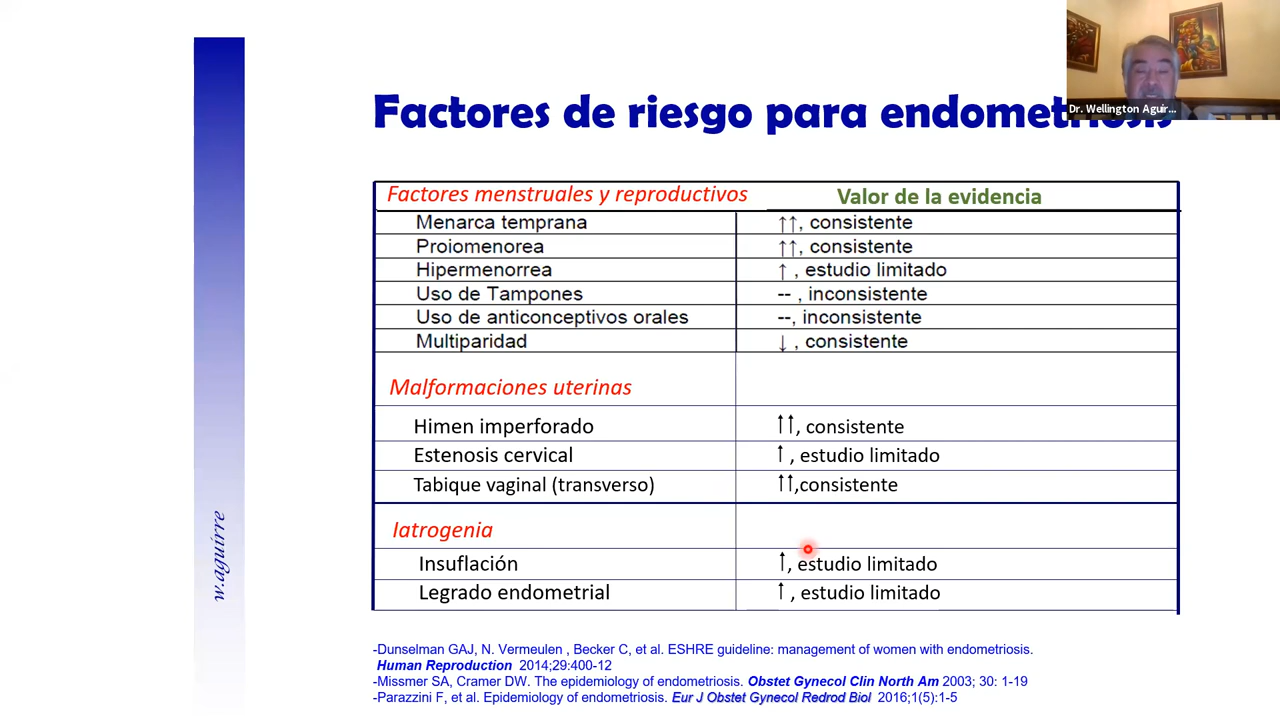 Dr. Wellington Aguir...
Factores de riesgo para endometriosis
Factores menstruales y reproductivos Valor de la evidencia
Menarca temprana ↑↑, consistente
Proiomenorea ↑↑, consistente
Hipermenorrea ↑ , estudio limitado
Uso de Tampones -- , inconsistente
Uso de anticonceptivos orales --, inconsistente
Multiparidad ↓ , consistente
Malformaciones uterinas
Himen imperforado ↑↑, consistente
Estenosis cervical ↑ , estudio limitado
Tabique vaginal (transverso) ↑↑,consistente
Iatrogenia
Insuflación ↑, estudio limitado
Legrado endometrial ↑ , estudio limitado
w.aguirre
-Dunselman GAJ, N. Vermeulen , Becker C, et al. ESHRE guideline: management of women with endometriosis.
Human Reproduction 2014;29:400-12
-Missmer SA, Cramer DW. The epidemiology of endometriosis. Obstet Gynecol Clin North Am 2003; 30: 1-19
-Parazzini F, et al. Epidemiology of endometriosis. Eur J Obstet Gynecol Redrod Biol 2016;1(5):1-5